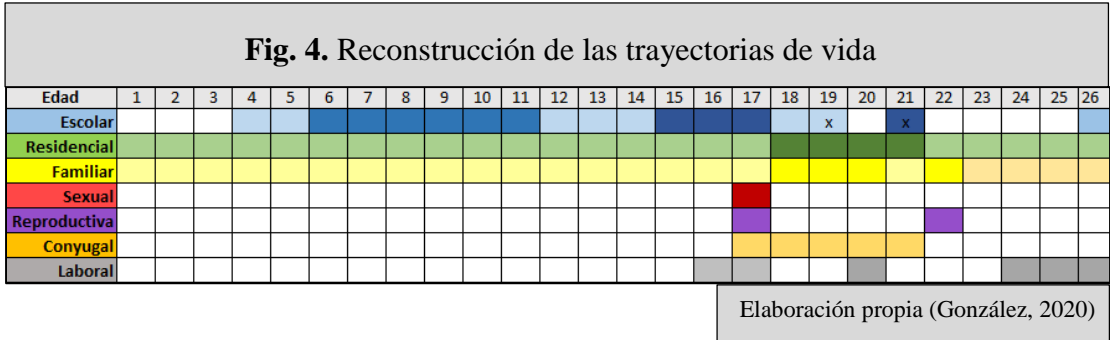 Fig. 4. Reconstrucción de las trayectorias de vida
Edad 1 2 3 4 5 6 7 8 9 10 11 12 13 14 15 16 17 18 19 20 21 22 23 24 25 26
Escolar x x
Residencial
Familiar
Sexual
Reproductiva
Conyugal
Laboral
Elaboración propia (González, 2020)